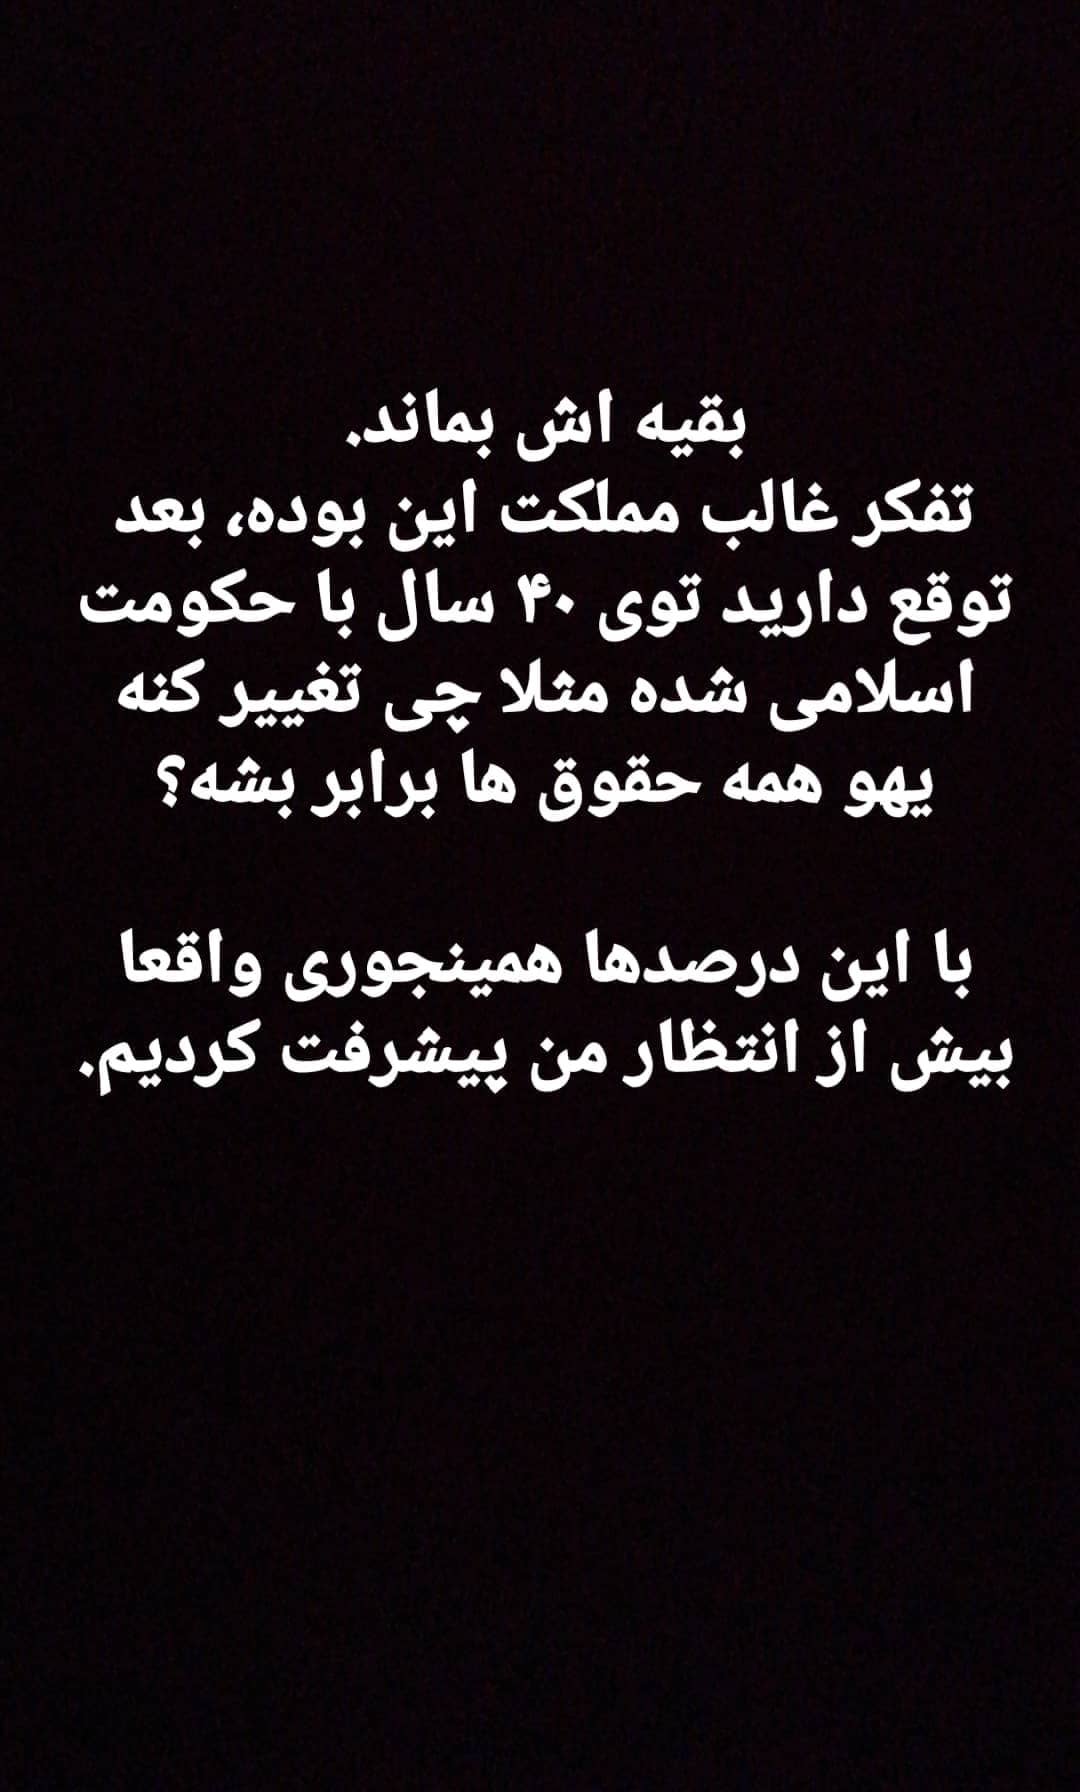 بقیه اش بماند.
تفکر غالب مملکت این بوده، بعد
توقع دارید توی ۴۰ سال با حکومت
اسلامی شده مثلا چی تغییر کنه
یهو همه حقوق ها برابر بشه؟
با این درصدها همینجوری واقعا
بیش از انتظار من پیشرفت کردیم.